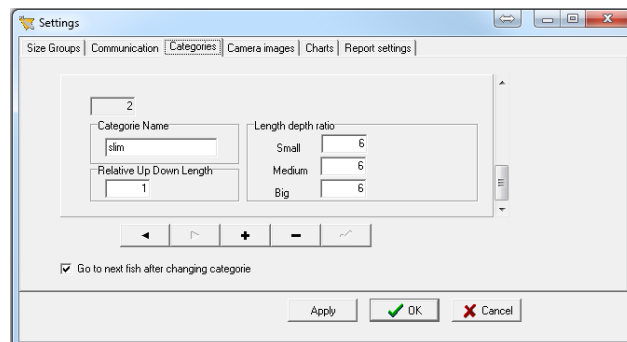 Settings
Size Groups Communication Categories Camera images Charts Report settings
2
Categorie Name Length depth ratio
slim Small 6
Relative Up Down Length Medium 6
1 Big 6
Go to next fish after changing categorie
Apply OK Cancel